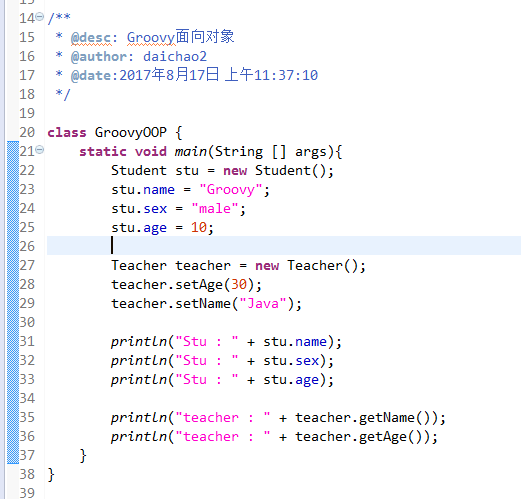 14 /**
15  * @desc: Groovy面向对象
16  * @author: daichao2
17  * @date:2017年8月17日 上午11:37:10
18  */
19
20 class GroovyOOP {
21     static void main(String [] args){
22         Student stu = new Student();
23         stu.name = "Groovy";
24         stu.sex = "male";
25         stu.age = 10;
26
27         Teacher teacher = new Teacher();
28         teacher.setAge(30);
29         teacher.setName("Java");
30
31         println("Stu : " + stu.name);
32         println("Stu : " + stu.sex);
33         println("Stu : " + stu.age);
34
35         println("teacher : " + teacher.getName());
36         println("teacher : " + teacher.getAge());
37     }
38 }
39